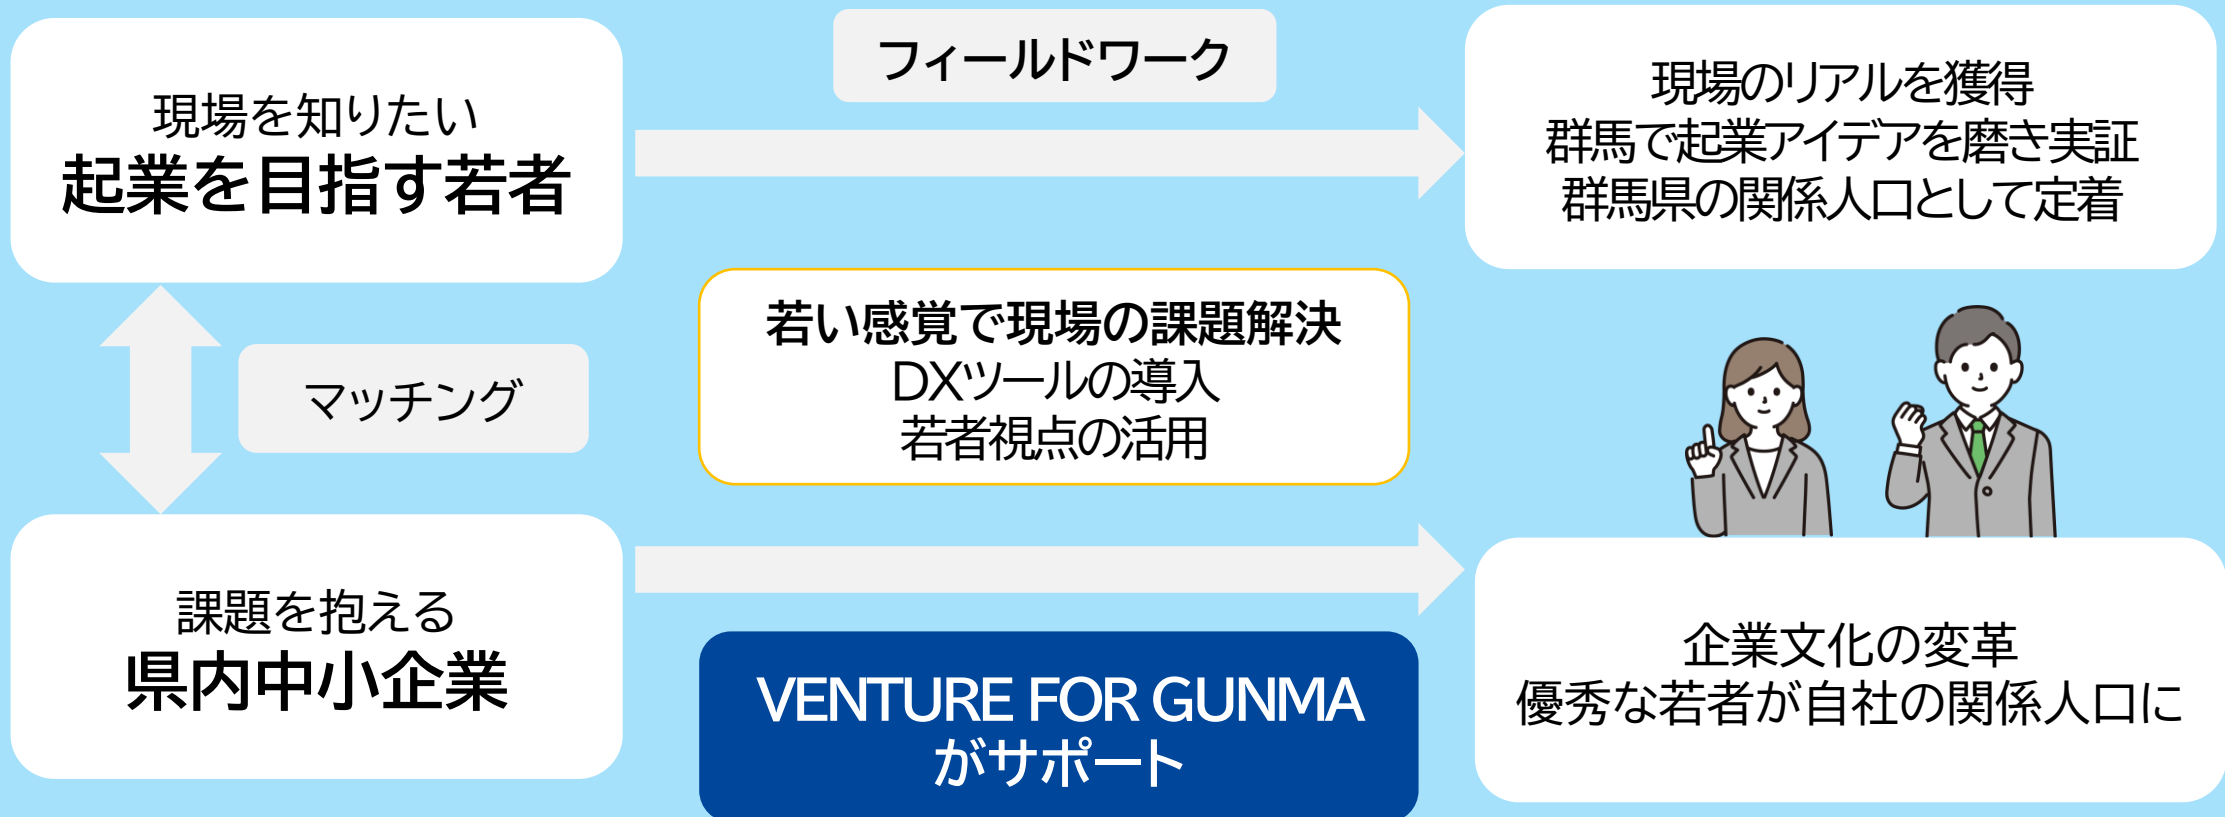 現場を知りたい
起業を目指す若者
フィールドワーク
現場のリアルを獲得
群馬で起業アイデアを磨き実証
群馬県の関係人口として定着
マッチング
若い感覚で現場の課題解決
DXツールの導入
若者視点の活用
課題を抱える
県内中小企業
VENTURE FOR GUNMA
がサポート
企業文化の変革
優秀な若者が自社の関係人口に